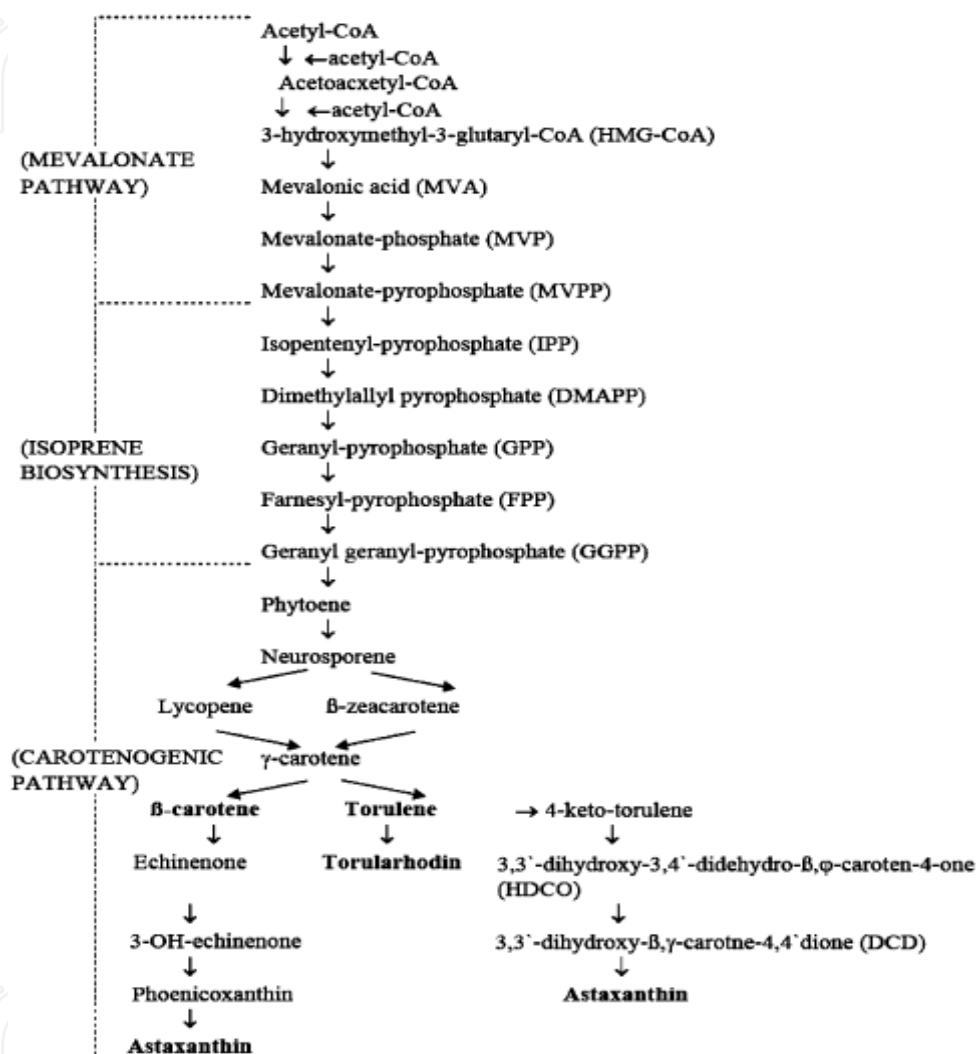 Acetyl-CoA
↓ ←acetyl-CoA
Acetoacxetyl-CoA
↓ ←acetyl-CoA
3-hydroxymethyl-3-glutaryl-CoA (HMG-CoA)
↓
(MEVALONATE
PATHWAY)
Mevalonic acid (MVA)
↓
Mevalonate-phosphate (MVP)
↓
Mevalonate-pyrophosphate (MVPP)
↓
Isopentenyl-pyrophosphate (IPP)
↓
Dimethylallyl pyrophosphate (DMAPP)
↓
(ISOPRENE
BIOSYNTHESIS)
Geranyl-pyrophosphate (GPP)
↓
Farnesyl-pyrophosphate (FPP)
↓
Geranyl geranyl-pyrophosphate (GGPP)
↓
Phytoene
↓
Neurosporene
Lycopene ß-zeacarotene
(CAROTENOGENIC
PATHWAY)
γ-carotene
ß-carotene Torulene → 4-keto-torulene
↓ ↓ ↓
Echinenone Torularhodin 3,3`-dihydroxy-3,4`-didehydro-ß,φ-caroten-4-one
(HDCO)
↓ ↓
3-OH-echinenone 3,3`-dihydroxy-ß,γ-carotne-4,4`dione (DCD)
↓ ↓
Phoenicoxanthin Astaxanthin
↓
Astaxanthin